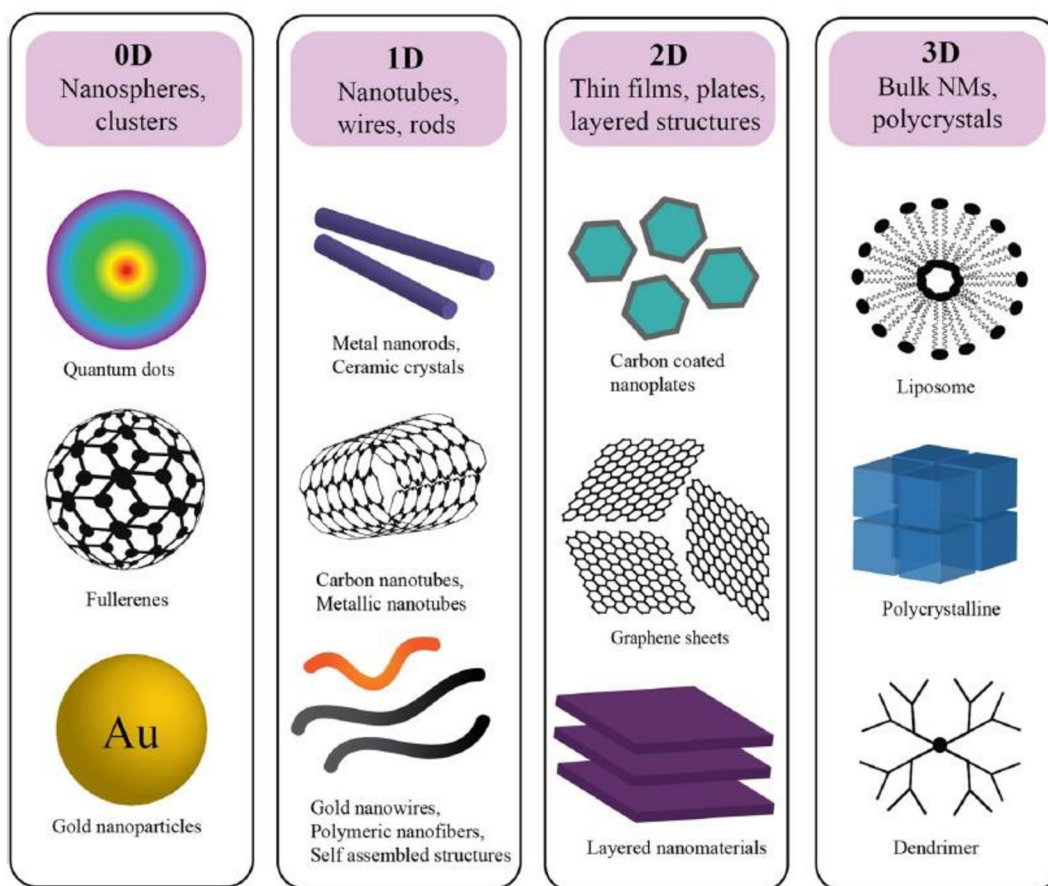 0D
Nanospheres,
clusters
Quantum dots
Fullerenes
Au
Gold nanoparticles
1D
Nanotubes,
wires, rods
Metal nanorods,
Ceramic crystals
Carbon nanotubes,
Metallic nanotubes
Gold nanowires,
Polymeric nanofibers,
Self assembled structures
2D
Thin films, plates,
layered structures
Carbon coated
nanoplates
Graphene sheets
Layered nanomaterials
3D
Bulk NMs,
polycrystals
Liposome
Polycrystalline
Dendrimer